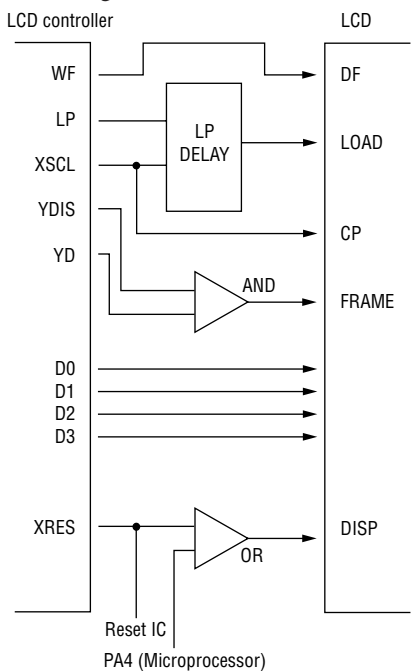 LCD controller
LCD
WF
DF
LP
LP
DELAY
LOAD
XSCL
YDIS
CP
YD
AND
FRAME
D0
D1
D2
D3
XRES
DISP
OR
Reset IC
PA4 (Microprocessor)